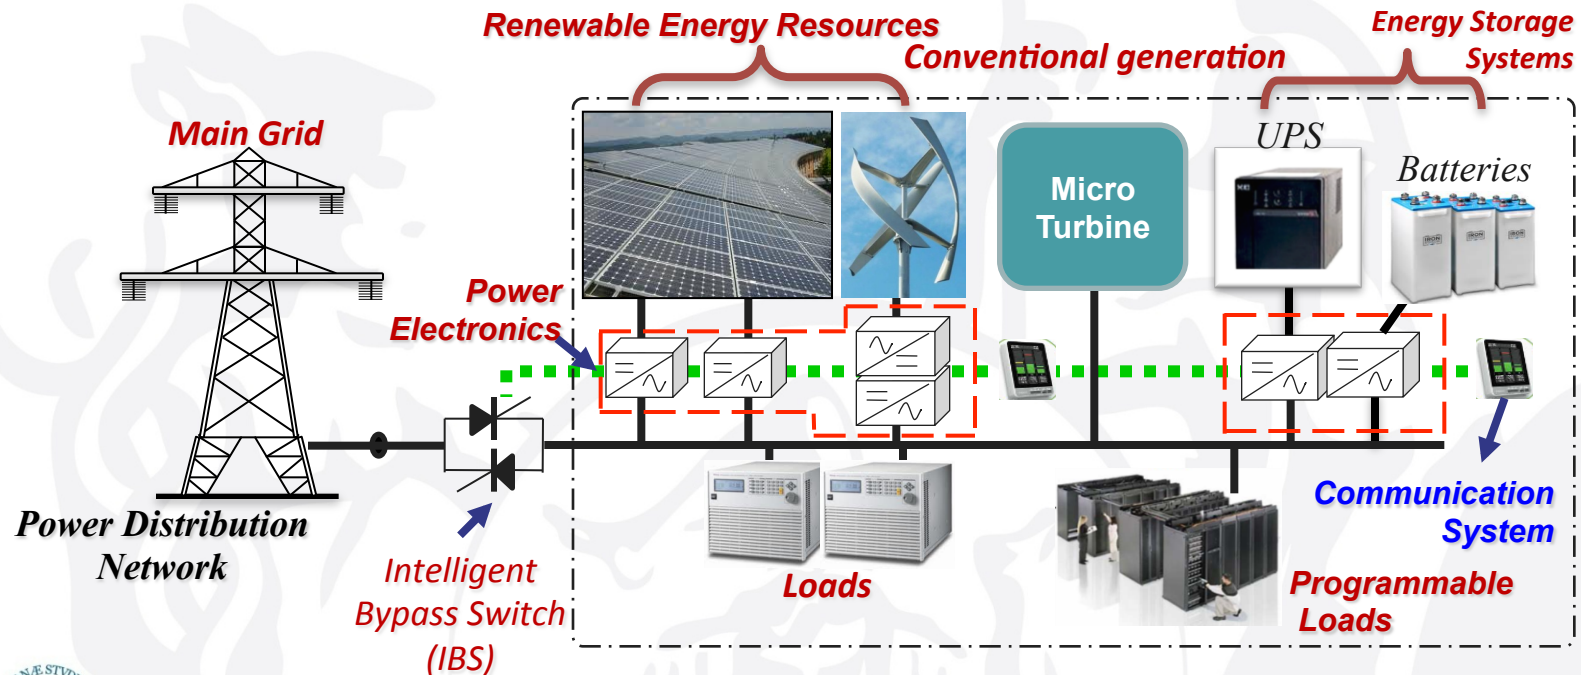 Renewable Energy Resources
Conventional generation
Energy Storage
Systems
Main Grid
UPS
Batteries
Micro
Turbine
Power
Electronics
Power Distribution
Network
Intelligent
Bypass Switch
(IBS)
Loads
Communication
System
Programmable
Loads